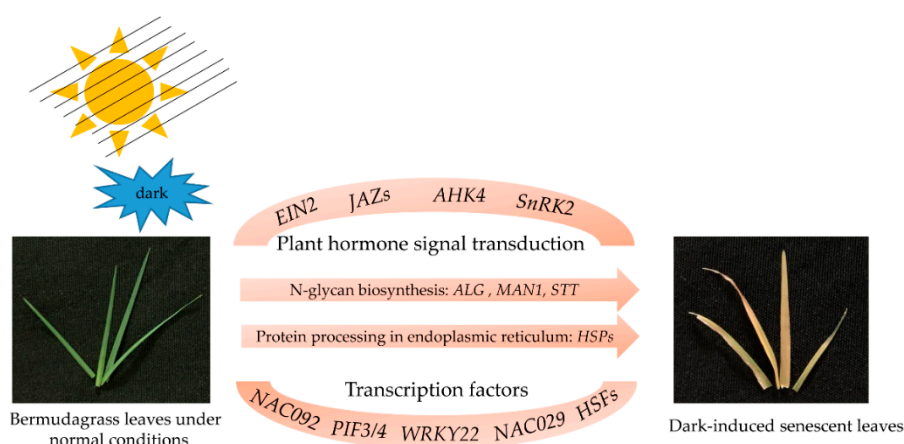 dark
EIN2 JAZs AHK4 SnRK2
Plant hormone signal transduction
N-glycan biosynthesis: ALG , MAN1, STT
Protein processing in endoplasmic reticulum: HSPs
Transcription factors
NAC092 PIF3/4 WRKY22 NAC029 HSFs
Bermudagrass leaves under
normal conditions
Dark-induced senescent leaves